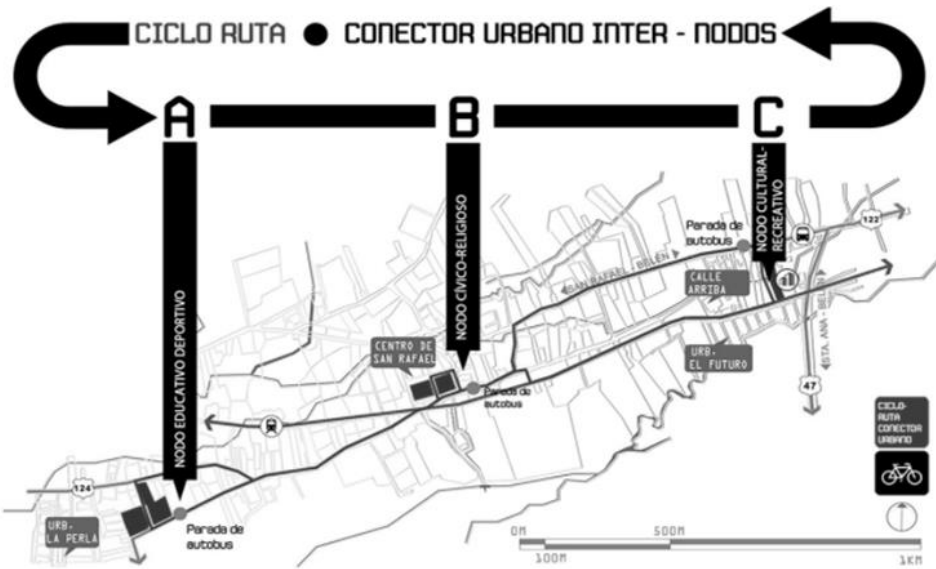 CICLO RUTA ● CONECTOR URBANO INTER - NODOS
A
B
C
NODO EDUCATIVO DEPORTIVO
NODO CÍVICO-RELIGIOSO
NODO CULTURAL-
RECREATIVO
Parada de
autobus
122
SAN RAFAEL - BELÉN
CALLE
ARRIBA
STA. ANA - BELÉN
CENTRO DE
SAN RAFAEL
URB.
EL FUTURO
Parada de
autobus
47
CICLO-
RUTA
CONECTOR
URBANO
124
URB.
LA PERLA
Parada de
autobus
0M
500M
100M
1KM